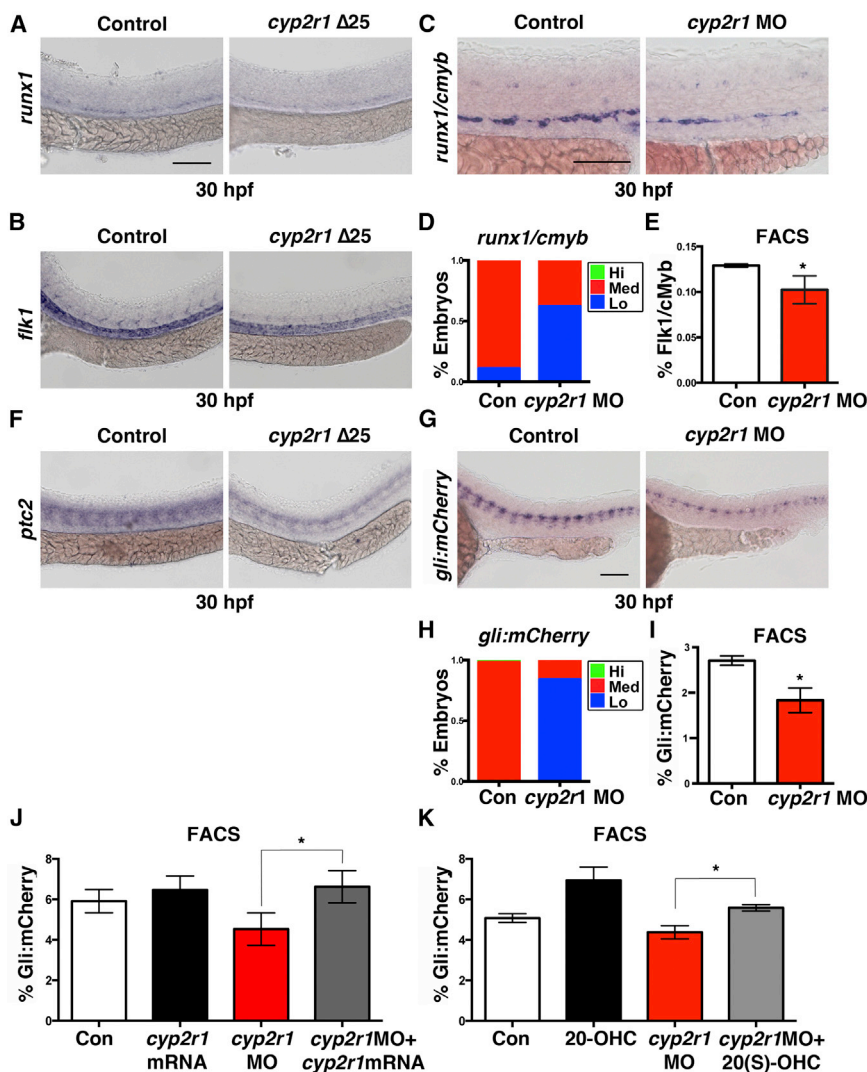 A
Control
cyp2r1 Δ25
runx1
30 hpf
C
Control
cyp2r1 MO
runx1/cmyb
30 hpf
B
Control
cyp2r1 Δ25
flk1
30 hpf
D
runx1/cmyb
% Embryos
1.0
0.5
0.0
Hi
Med
Lo
Con
cyp2r1 MO
E
FACS
% Flk1/cMyb
0.15
0.10
0.05
0.00
*
Con
cyp2r1 MO
F
Control
cyp2r1 Δ25
ptc2
30 hpf
G
Control
cyp2r1 MO
gli:mCherry
30 hpf
H
gli:mCherry
% Embryos
1.0
0.5
0.0
Hi
Med
Lo
Con
cyp2r1 MO
I
FACS
% Gli:mCherry
3
2
1
0
*
Con
cyp2r1 MO
J
FACS
% Gli:mCherry
8
6
4
2
0
*
Con
cyp2r1
mRNA
cyp2r1
MO
cyp2r1MO+
cyp2r1mRNA
K
FACS
% Gli:mCherry
8
6
4
2
0
*
Con
20-OHC
cyp2r1
MO
cyp2r1MO+
20(S)-OHC